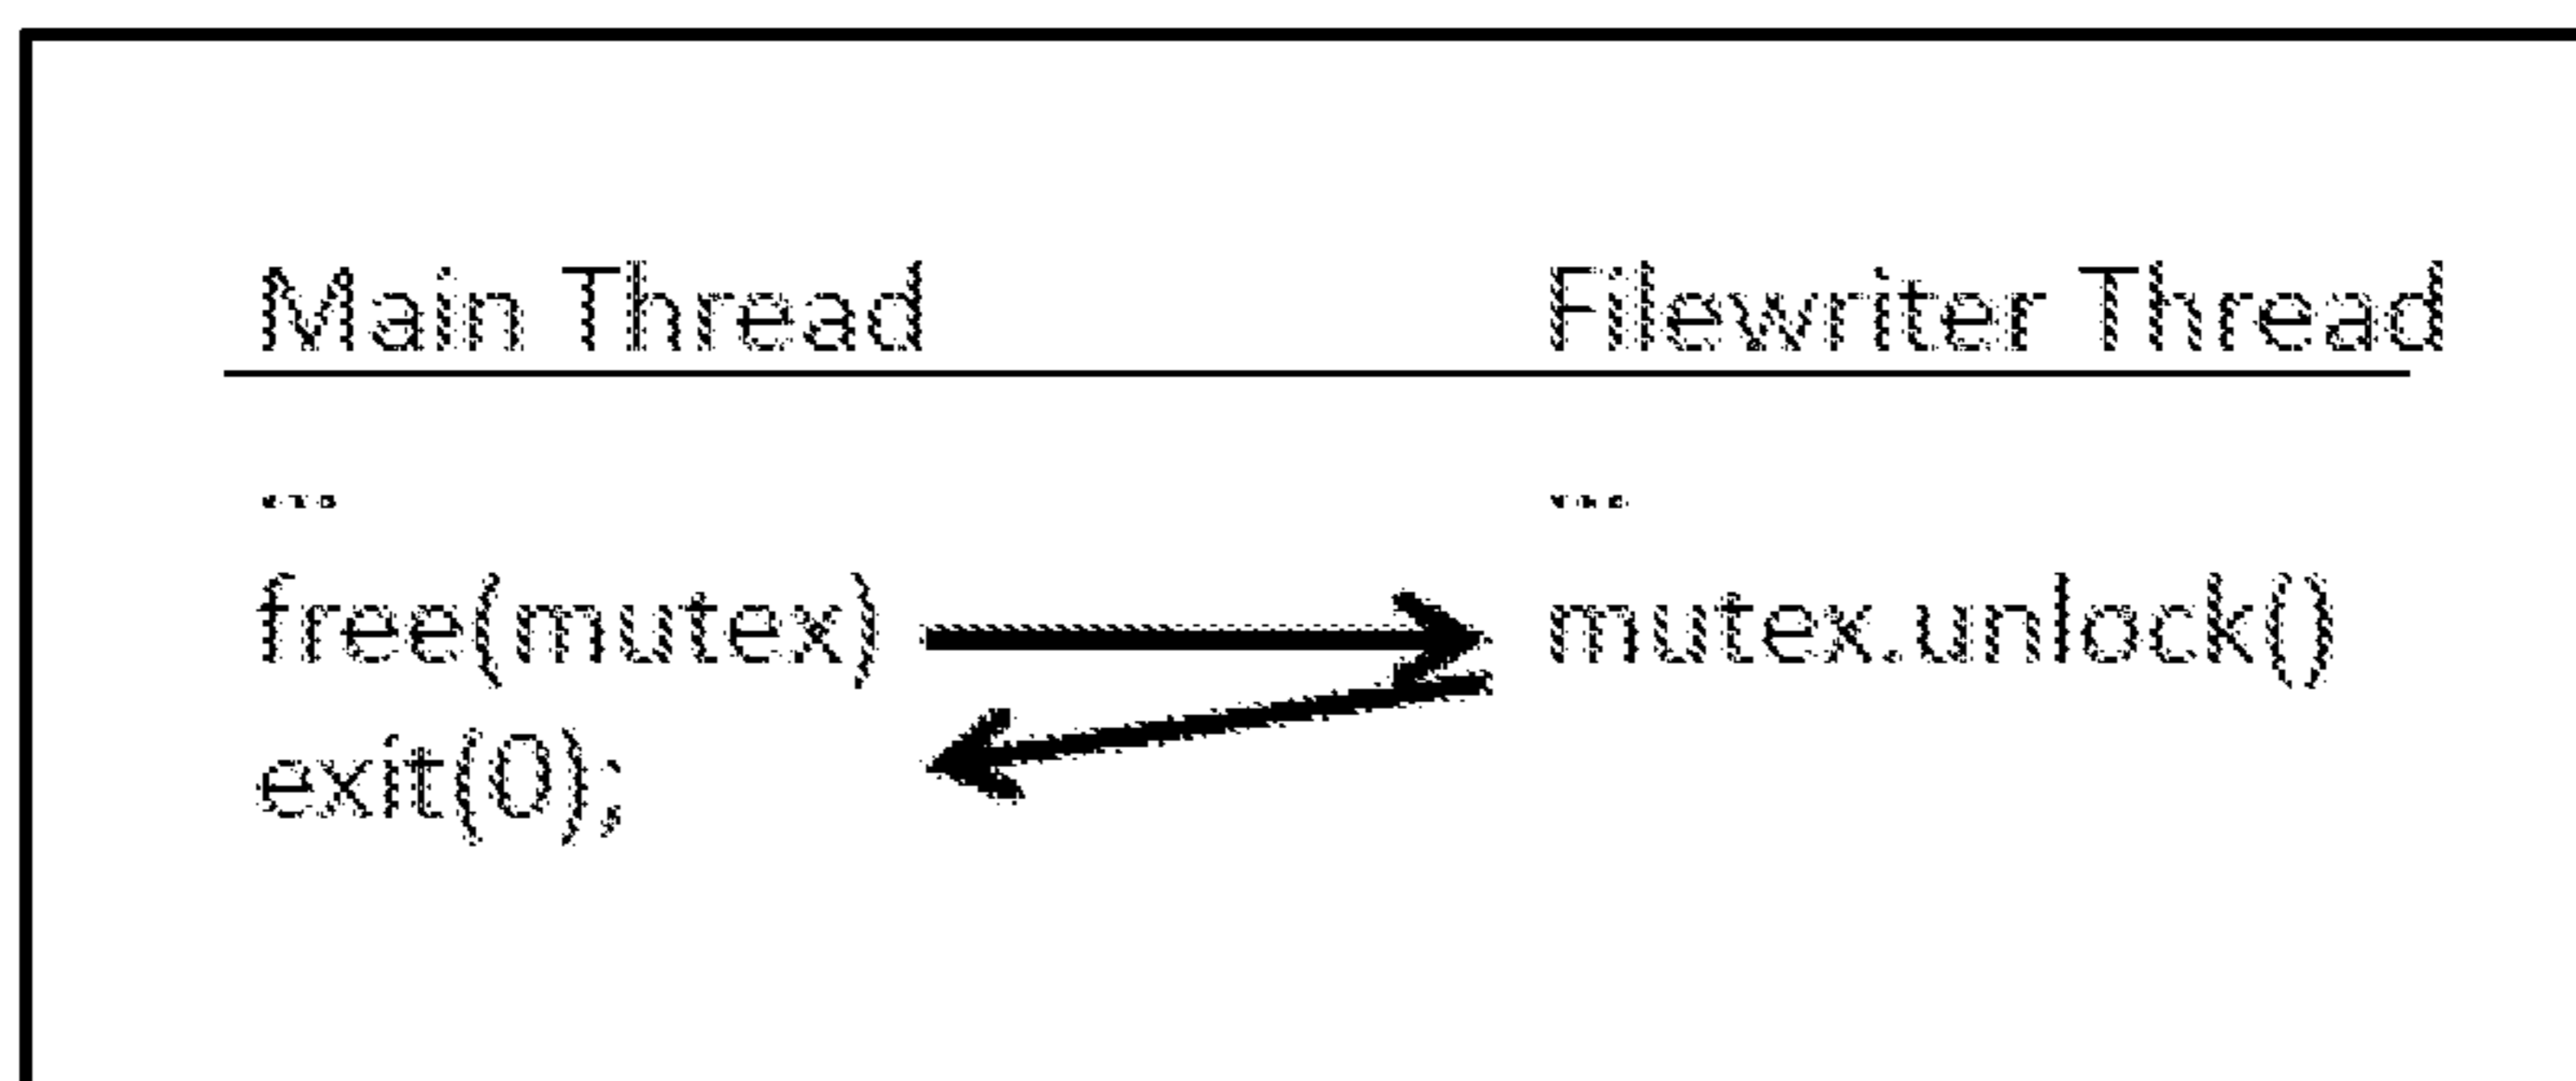 Main Thread Filewriter Thread
... ...
free(mutex) mutex.unlock()
exit(0);